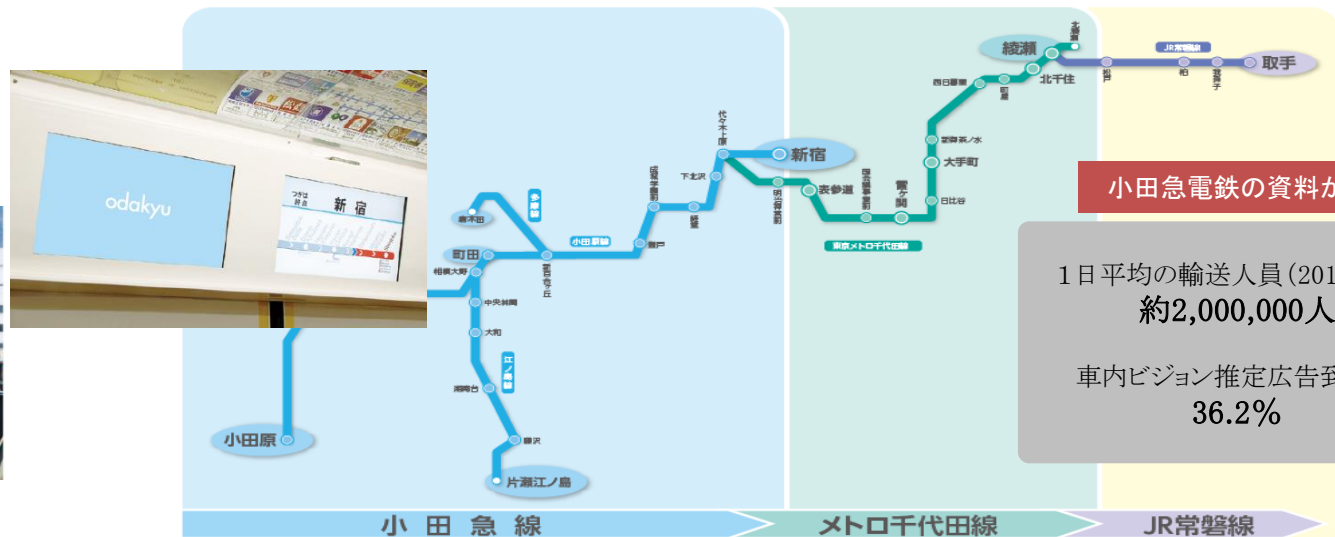 北綾瀬
綾瀬
JR常磐線
取手
北千住
松戸
柏
我孫子
西日暮里
町屋
新御茶ノ水
大手町
日比谷
霞ヶ関
国会議事堂前
表参道
明治神宮前
東京メトロ千代田線
代々木上原
新宿
下北沢
経堂
成城学園前
登戸
小田原線
新百合ヶ丘
多摩線
唐木田
町田
相模大野
中央林間
大和
江ノ島線
湘南台
藤沢
片瀬江ノ島
小田原
odakyu
つぎは
終点
新宿
小田急電鉄の資料か
1日平均の輸送人員(201
約2,000,000人
車内ビジョン推定広告到
36.2%
小田急線
メトロ千代田線
JR常磐線